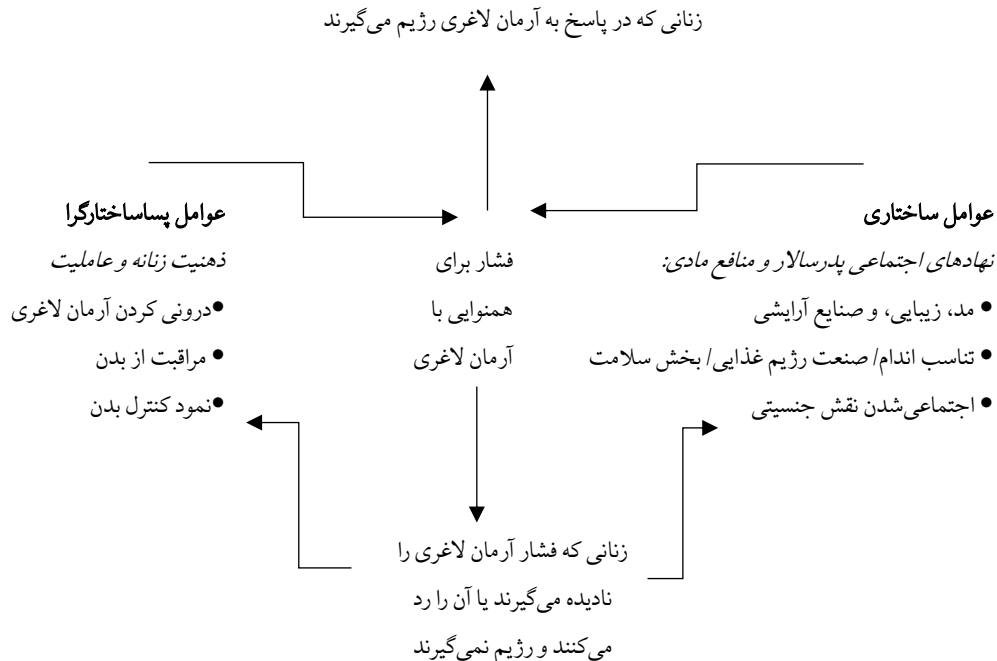 زنانی که در پاسخ به آرمان لاغری رژیم می‌گیرند
عوامل ساختاری
نهادهای اجتماعی پدرسالار و منافع مادی:
● مد، زیبایی، و صنایع آرایشی
● تناسب اندام/ صنعت رژیم غذایی/ بخش سلامت
● اجتماعی‌شدن نقش جنسیتی
فشار برای
همنوایی با
آرمان لاغری
عوامل پساساختارگرا
ذهنیت زنانه و عاملیت
●درونی کردن آرمان لاغری
● مراقبت از بدن
●نمود کنترل بدن
زنانی که فشار آرمان لاغری را
نادیده می‌گیرند یا آن را رد
می‌کنند و رژیم نمی‌گیرند